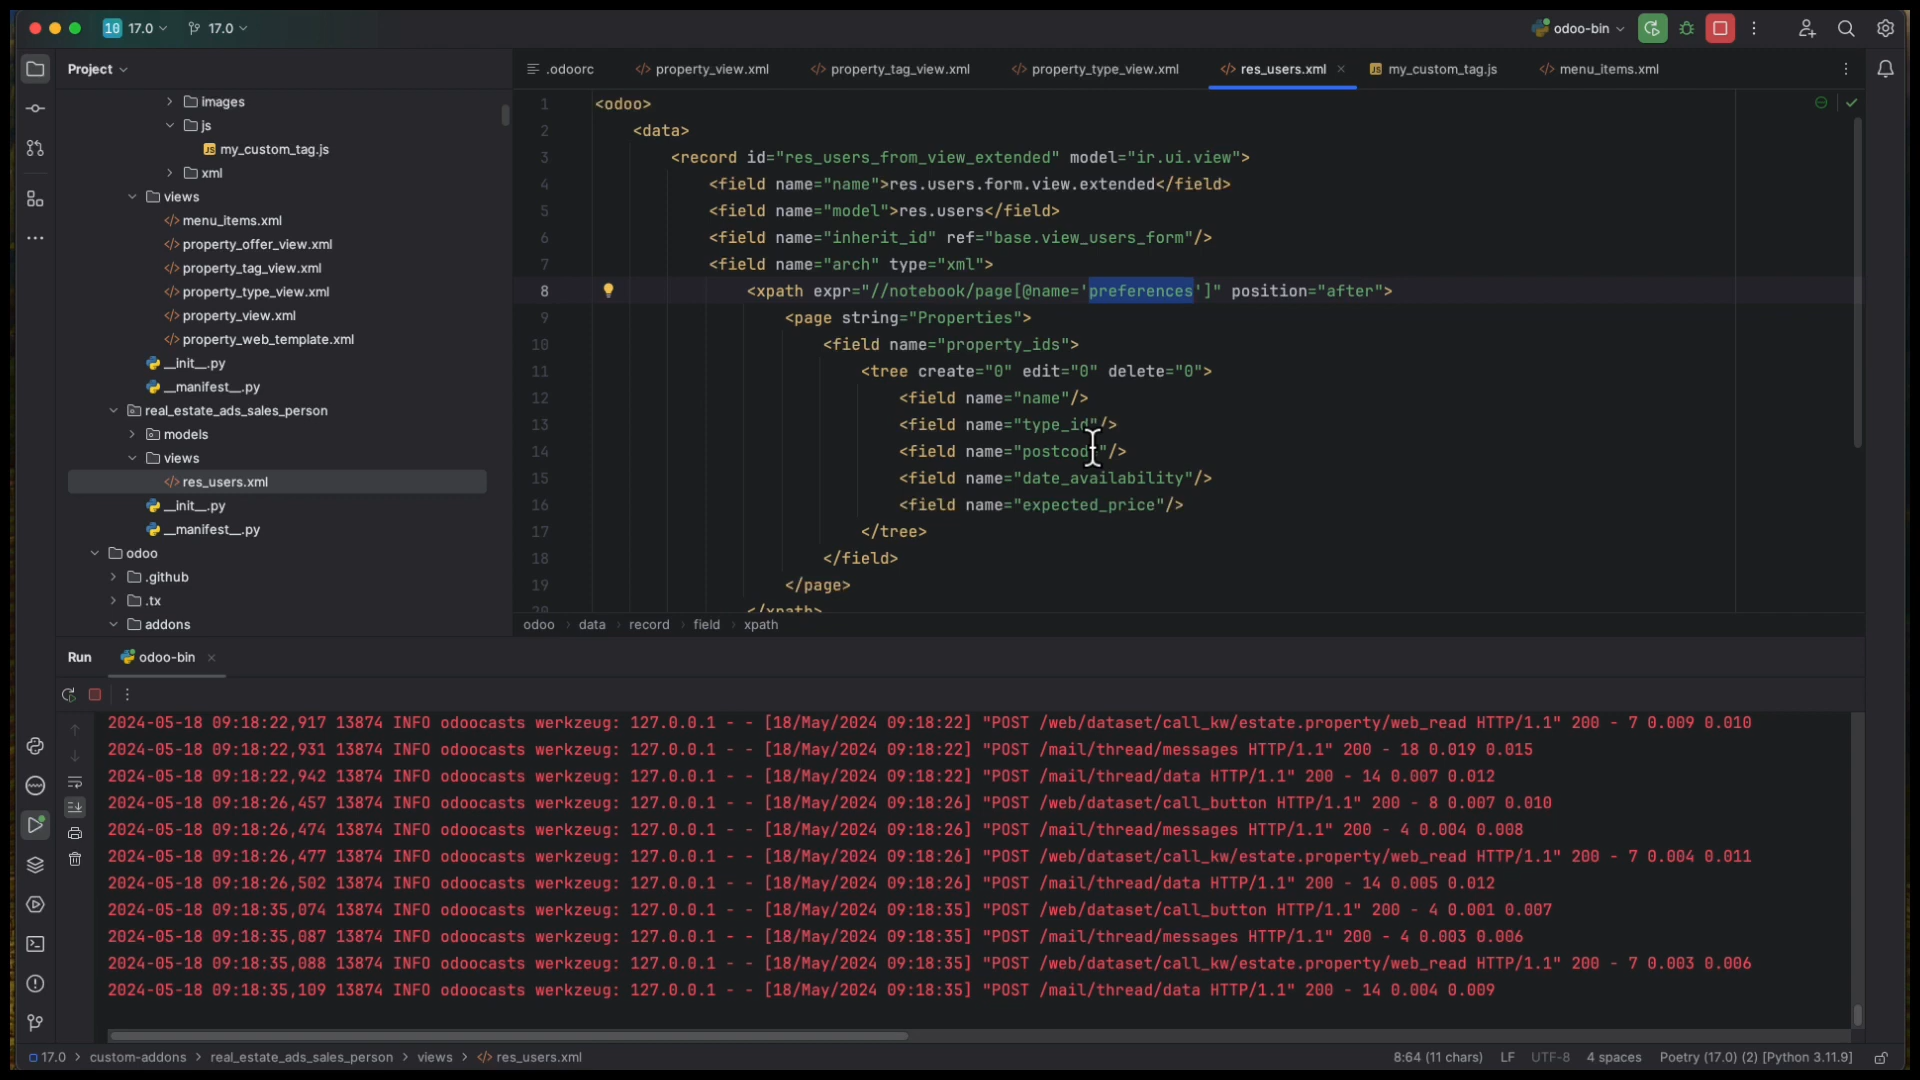 10 17.0 17.0 odoo-bin
Project
.odoorc property_view.xml property_tag_view.xml property_type_view.xml res_users.xml my_custom_tag.js menu_items.xml
images
js
JS my_custom_tag.js
xml
views
menu_items.xml
property_offer_view.xml
property_tag_view.xml
property_type_view.xml
property_view.xml
property_web_template.xml
__init__.py
__manifest__.py
real_estate_ads_sales_person
models
views
res_users.xml
__init__.py
__manifest__.py
odoo
.github
.tx
addons
1 <odoo>
2 <data>
3 <record id="res_users_from_view_extended" model="ir.ui.view">
4 <field name="name">res.users.form.view.extended</field>
5 <field name="model">res.users</field>
6 <field name="inherit_id" ref="base.view_users_form"/>
7 <field name="arch" type="xml">
8 <xpath expr="//notebook/page[@name='preferences']" position="after">
9 <page string="Properties">
10 <field name="property_ids">
11 <tree create="0" edit="0" delete="0">
12 <field name="name"/>
13 <field name="type_id"/>
14 <field name="postcode"/>
15 <field name="date_availability"/>
16 <field name="expected_price"/>
17 </tree>
18 </field>
19 </page>
20 </xpath>
odoo data record field xpath
Run odoo-bin
2024-05-18 09:18:22,917 13874 INFO odoocasts werkzeug: 127.0.0.1 - - [18/May/2024 09:18:22] "POST /web/dataset/call_kw/estate.property/web_read HTTP/1.1" 200 - 7 0.009 0.010
2024-05-18 09:18:22,931 13874 INFO odoocasts werkzeug: 127.0.0.1 - - [18/May/2024 09:18:22] "POST /mail/thread/messages HTTP/1.1" 200 - 18 0.019 0.015
2024-05-18 09:18:22,942 13874 INFO odoocasts werkzeug: 127.0.0.1 - - [18/May/2024 09:18:22] "POST /mail/thread/data HTTP/1.1" 200 - 14 0.007 0.012
2024-05-18 09:18:26,457 13874 INFO odoocasts werkzeug: 127.0.0.1 - - [18/May/2024 09:18:26] "POST /web/dataset/call_button HTTP/1.1" 200 - 8 0.007 0.010
2024-05-18 09:18:26,474 13874 INFO odoocasts werkzeug: 127.0.0.1 - - [18/May/2024 09:18:26] "POST /mail/thread/messages HTTP/1.1" 200 - 4 0.004 0.008
2024-05-18 09:18:26,477 13874 INFO odoocasts werkzeug: 127.0.0.1 - - [18/May/2024 09:18:26] "POST /web/dataset/call_kw/estate.property/web_read HTTP/1.1" 200 - 7 0.004 0.011
2024-05-18 09:18:26,502 13874 INFO odoocasts werkzeug: 127.0.0.1 - - [18/May/2024 09:18:26] "POST /mail/thread/data HTTP/1.1" 200 - 14 0.005 0.012
2024-05-18 09:18:35,074 13874 INFO odoocasts werkzeug: 127.0.0.1 - - [18/May/2024 09:18:35] "POST /web/dataset/call_button HTTP/1.1" 200 - 4 0.001 0.007
2024-05-18 09:18:35,087 13874 INFO odoocasts werkzeug: 127.0.0.1 - - [18/May/2024 09:18:35] "POST /mail/thread/messages HTTP/1.1" 200 - 4 0.003 0.006
2024-05-18 09:18:35,088 13874 INFO odoocasts werkzeug: 127.0.0.1 - - [18/May/2024 09:18:35] "POST /web/dataset/call_kw/estate.property/web_read HTTP/1.1" 200 - 7 0.003 0.006
2024-05-18 09:18:35,109 13874 INFO odoocasts werkzeug: 127.0.0.1 - - [18/May/2024 09:18:35] "POST /mail/thread/data HTTP/1.1" 200 - 14 0.004 0.009
17.0 > custom-addons > real_estate_ads_sales_person > views > res_users.xml 8:64 (11 chars) LF UTF-8 4 spaces Poetry (17.0) (2) [Python 3.11.9]